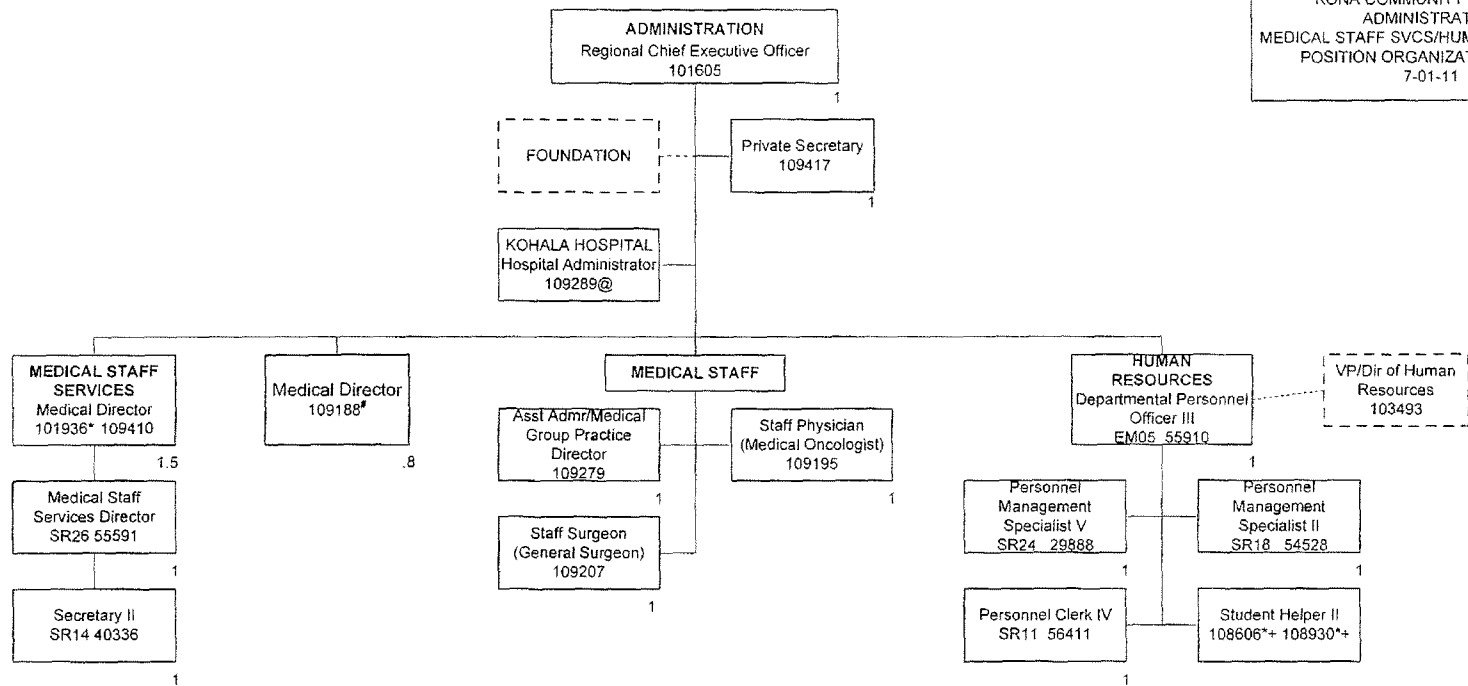 KONA COMMUNITY
MEDICAL STAFF
POSITION
7-01-11
ADMINISTRATION
Regional Chief Executive Officer
101605
1
FOUNDATION
Private Secretary
109417
1
KOHALA HOSPITAL
Hospital Administrator
109289@
MEDICAL STAFF
SERVICES
Medical Director
101936* 109410
1.5
Medical Staff
Services Director
SR26 55591
1
Secretary II
SR14 40336
1
Medical Director
109188#
.8
MEDICAL STAFF
Asst Admr/Medical
Group Practice
Director
109279
1
Staff Physician
(Medical Oncologist)
109195
1
Staff Surgeon
(General Surgeon)
109207
1
HUMAN
RESOURCES
Departmental Personnel
Officer III
EM05 55910
1
VP/Dir of Human
Resources
103493
Personnel
Management
Specialist V
SR24 29888
1
Personnel
Management
Specialist II
SR18 54528
1
Personnel Clerk IV
SR11 56411
1
Student Helper II
108606*+ 108930*+